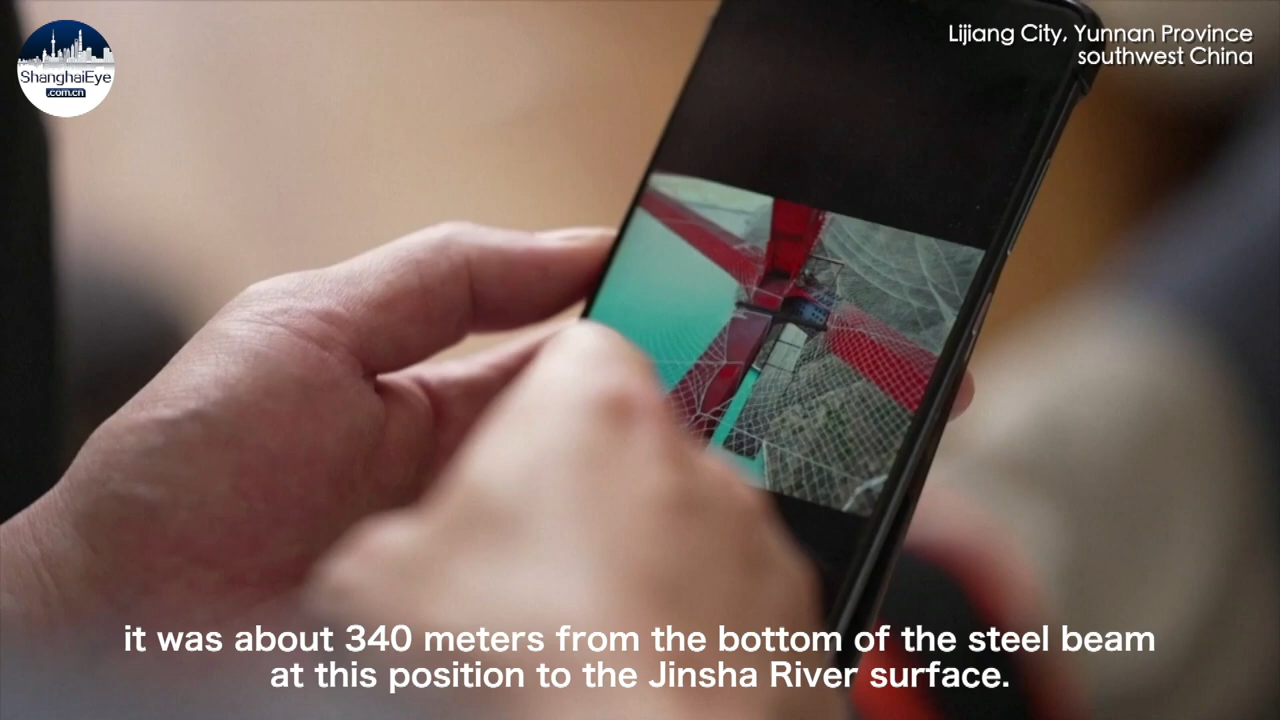 ShanghaiEye
.com.cn
Lijiang City, Yunnan Province
southwest China
it was about 340 meters from the bottom of the steel beam
at this position to the Jinsha River surface.